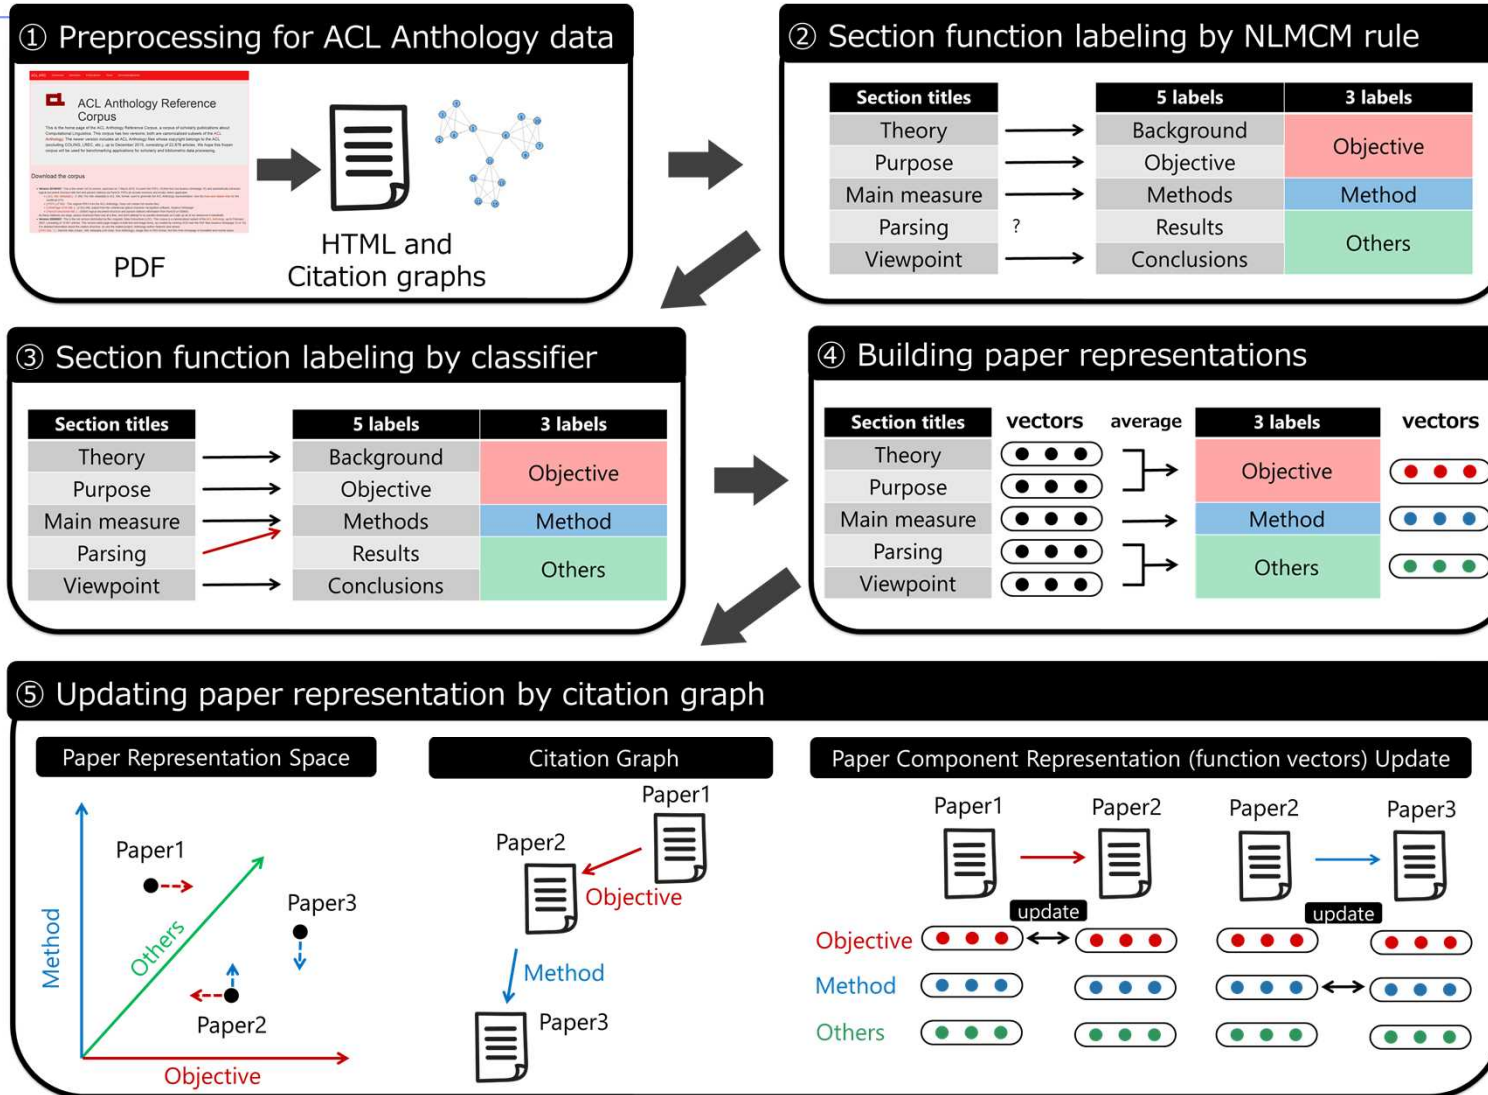 ① Preprocessing for ACL Anthology data
ACL Anthology Reference
Corpus
Download the corpus
PDF
HTML and
Citation graphs
② Section function labeling by NLMCM rule
Section titles 5 labels 3 labels
Theory Background
Objective
Purpose Objective
Main measure Methods Method
Parsing ? Results
Others
Viewpoint Conclusions
③ Section function labeling by classifier
Section titles 5 labels 3 labels
Theory Background
Objective
Purpose Objective
Main measure Methods Method
Parsing Results
Others
Viewpoint Conclusions
④ Building paper representations
Section titles vectors average 3 labels vectors
Theory
Objective
Purpose
Main measure Method
Parsing
Others
Viewpoint
⑤ Updating paper representation by citation graph
Paper Representation Space
Paper1
Paper3
Paper2
Method
Others
Objective
Citation Graph
Paper1
Paper2
Objective
Method
Paper3
Paper Component Representation (function vectors) Update
Paper1 Paper2 Paper2 Paper3
update update
Objective
Method
Others